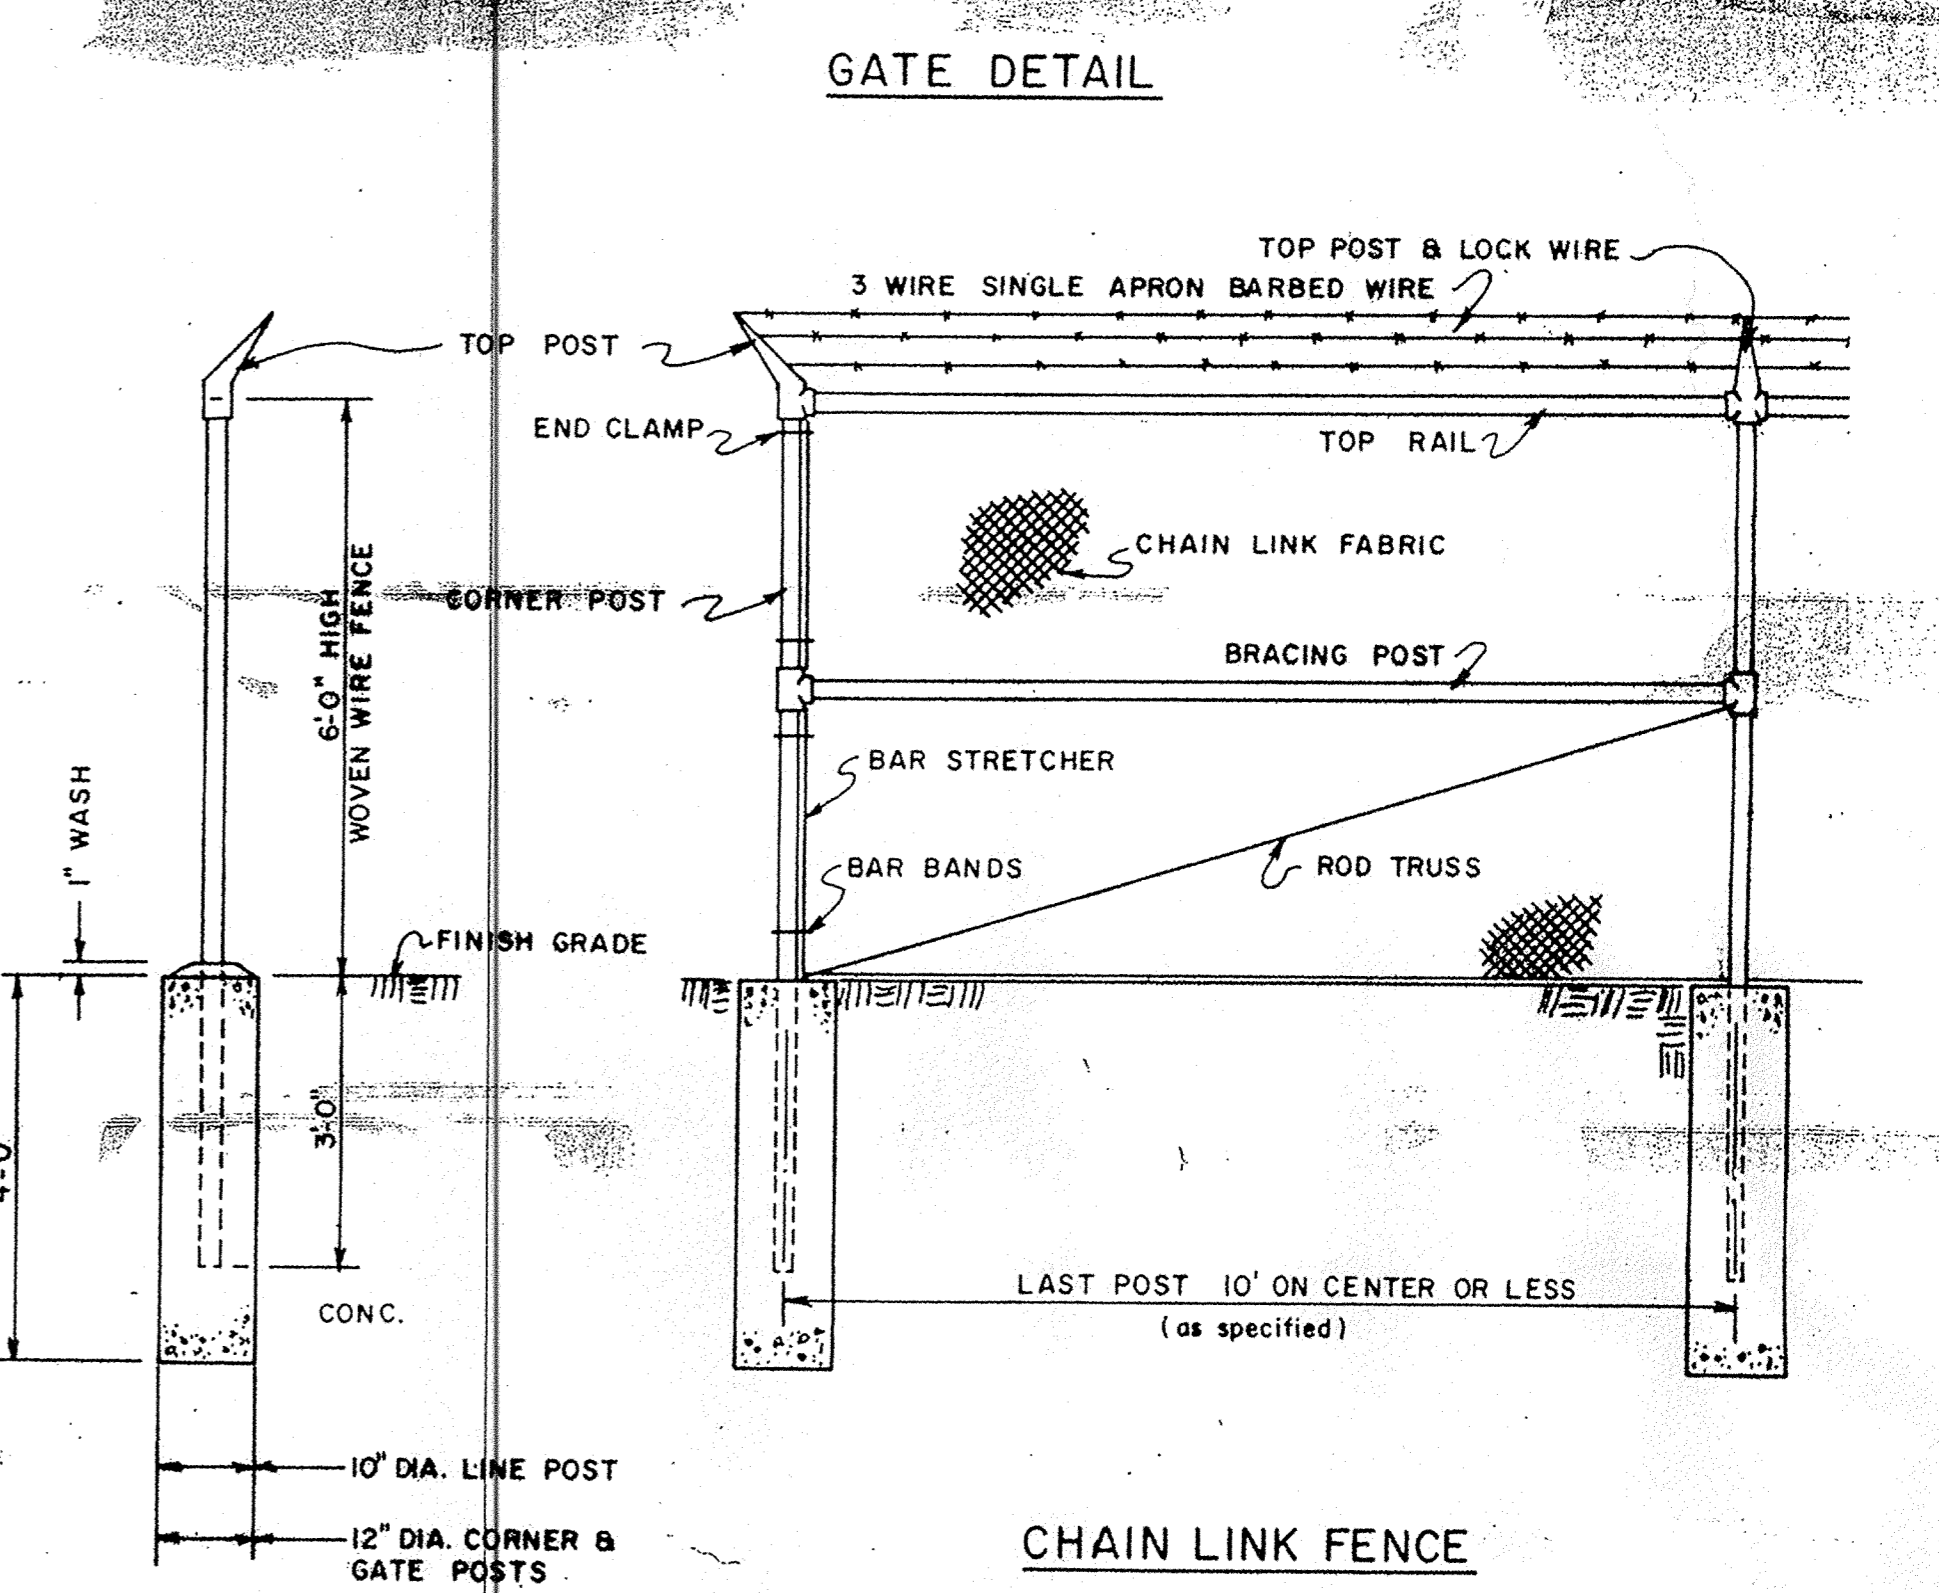 GATE DETAIL
TOP POST & LOCK WIRE
3 WIRE SINGLE APRON BARBED WIRE
TOP POST
END CLAMP
TOP RAIL
CHAIN LINK FABRIC
CORNER POST
6'-0" HIGH
WOVEN WIRE FENCE
BRACING POST
1" WASH
BAR STRETCHER
BAR BANDS
ROD TRUSS
FINISH GRADE
3'-0"
4'-0"
LAST POST 10' ON CENTER OR LESS
(as specified)
CONC.
10" DIA. LINE POST
12" DIA. CORNER &
GATE POSTS
CHAIN LINK FENCE